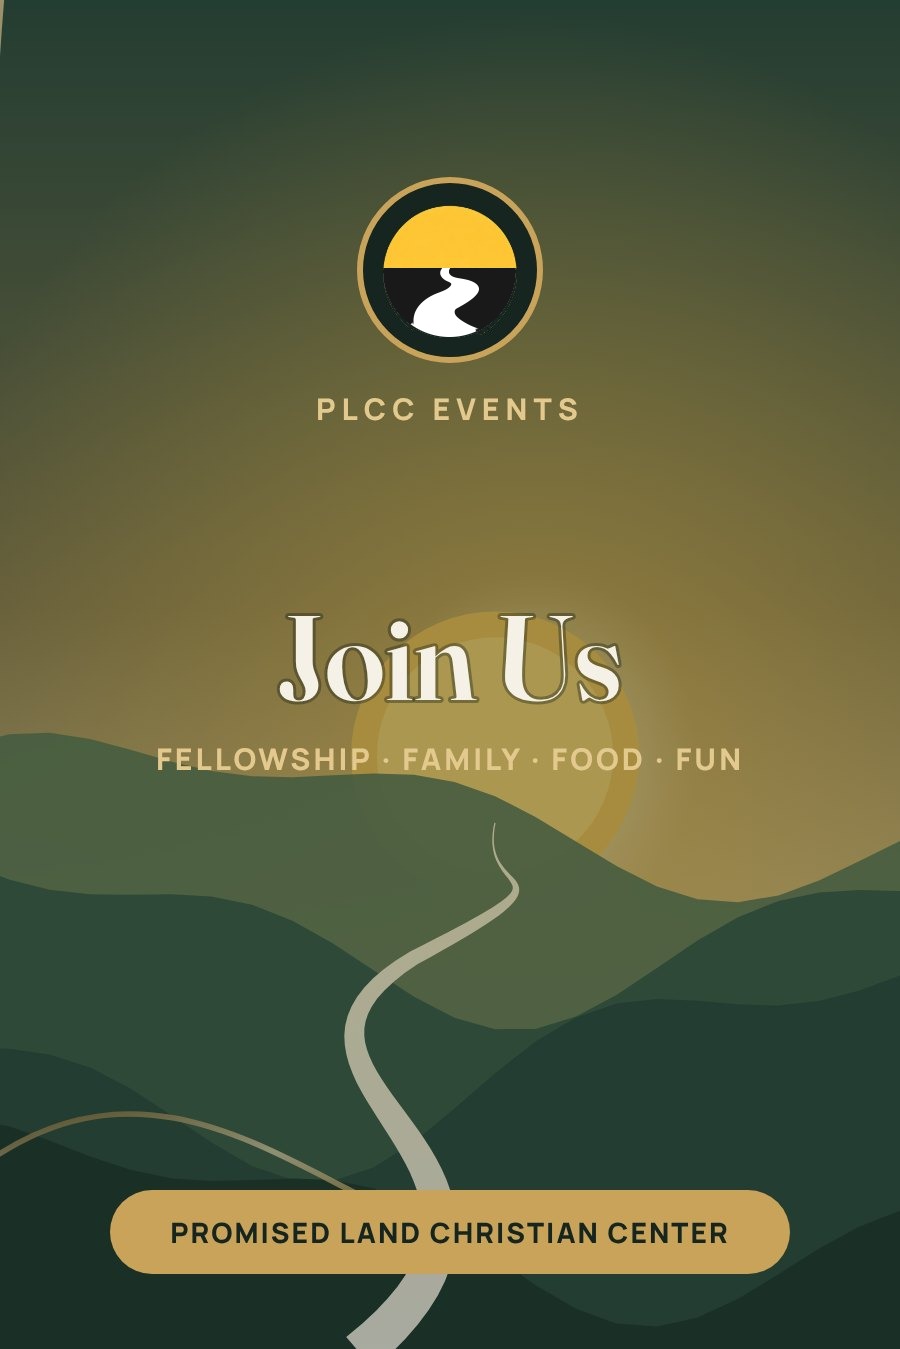 PLCC EVENTS
Join Us
FELLOWSHIP · FAMILY · FOOD · FUN
PROMISED LAND CHRISTIAN CENTER